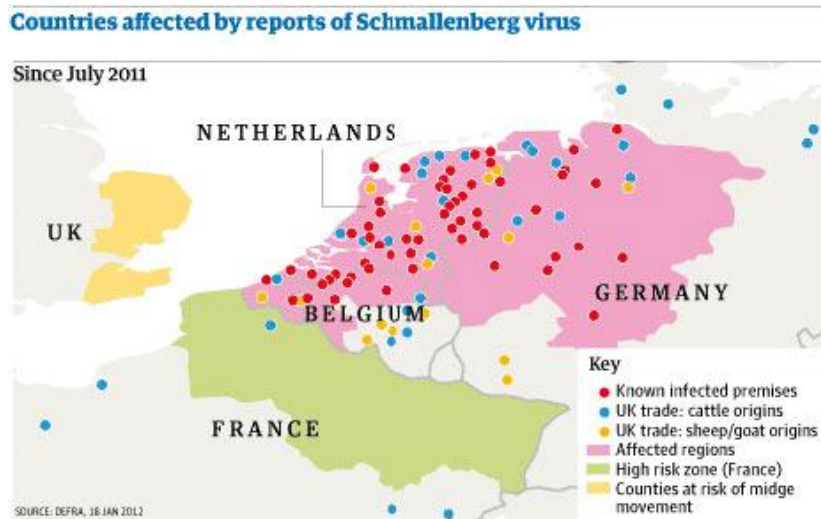 Countries affected by reports of Schmallenberg virus
Since July 2011
NETHERLANDS
UK
GERMANY
BELGIUM
FRANCE
Key
Known infected premises
UK trade: cattle origins
UK trade: sheep/goat origins
Affected regions
High risk zone (France)
Counties at risk of midge
movement
SOURCE: DEFRA, 18 JAN 2012